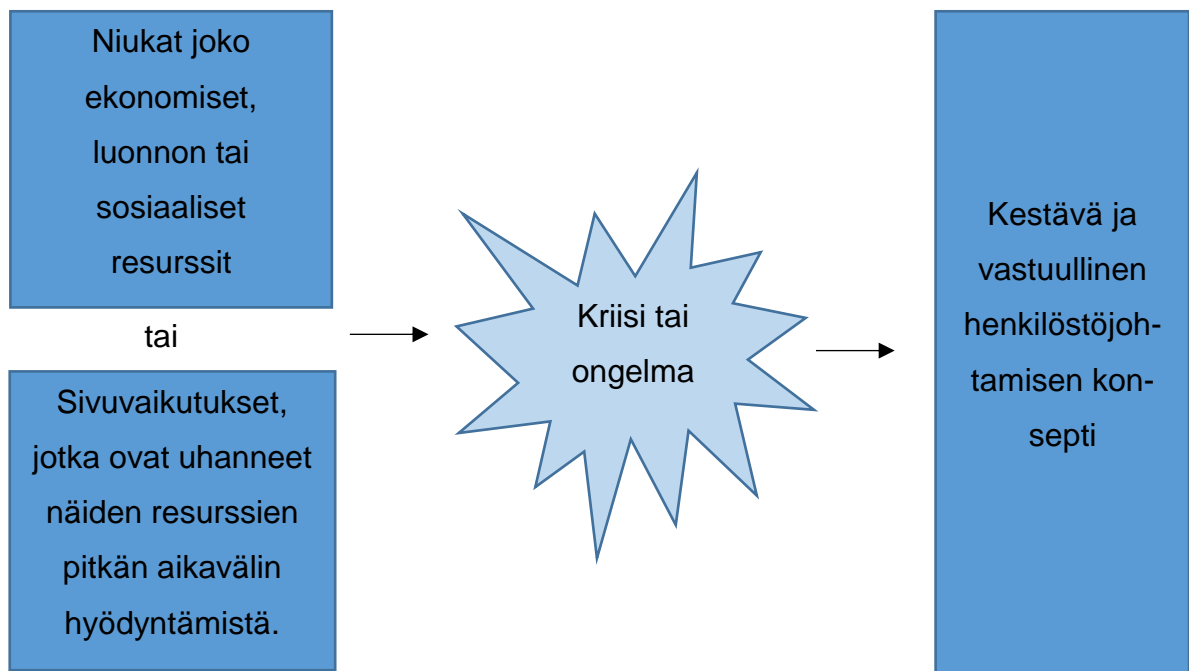 Niukat joko
ekonomiset,
luonnon tai
sosiaaliset
resurssit
tai
Sivuvaikutukset,
jotka ovat uhanneet
näiden resurssien
pitkän aikavälin
hyödyntämistä.
Kriisi tai
ongelma
Kestävä ja
vastuullinen
henkilöstöjoh-
tamisen kon-
septi